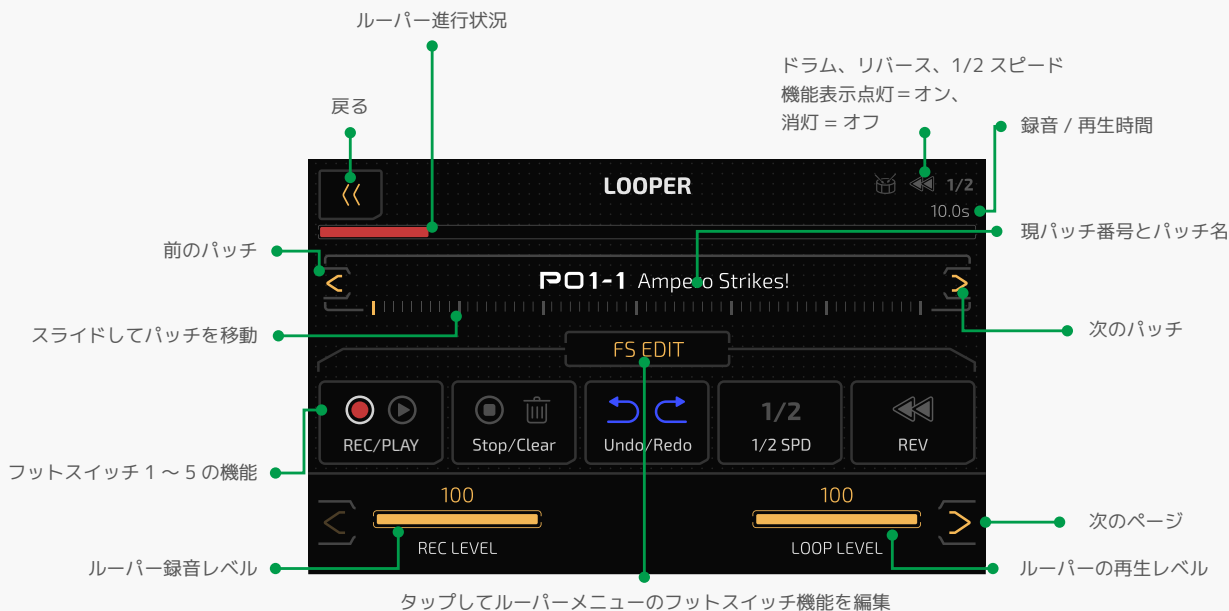 ルーパー進行状況
ドラム、リバース、1/2 スピード
機能表示点灯＝オン、
消灯 = オフ
戻る
録音 / 再生時間
LOOPER
1/2
10.0s
現パッチ番号とパッチ名
前のパッチ
P01-1 Ampero Strikes!
スライドしてパッチを移動
次のパッチ
FS EDIT
1/2
REC/PLAY Stop/Clear Undo/Redo 1/2 SPD REV
フットスイッチ 1 ～ 5 の機能
100 100
次のページ
REC LEVEL LOOP LEVEL
ルーパー録音レベル
ルーパーの再生レベル
タップしてルーパーメニューのフットスイッチ機能を編集